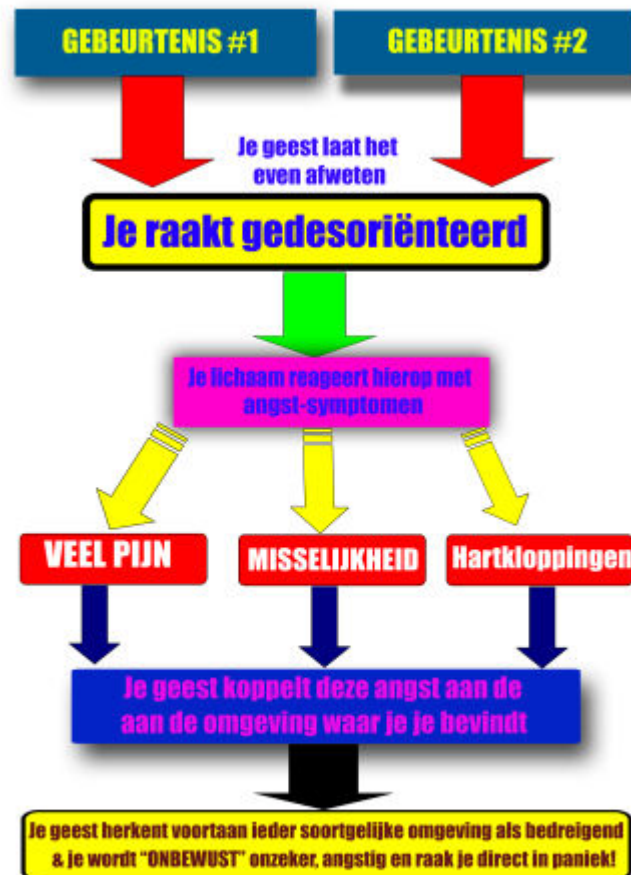 GEBEURTENIS #1
GEBEURTENIS #2
Je geest laat het
even afweten
Je raakt gedesoriënteerd
Je lichaam reageert hierop met
angst-symptomen
VEEL PIJN
MISSELIJKHEID
Hartkloppingen
Je geest koppelt deze angst aan de
aan de omgeving waar je je bevindt
Je geest herkent voortaan ieder soortgelijke omgeving als bedreigend
& je wordt "ONBEWUST" onzeker, angstig en raak je direct in paniek!